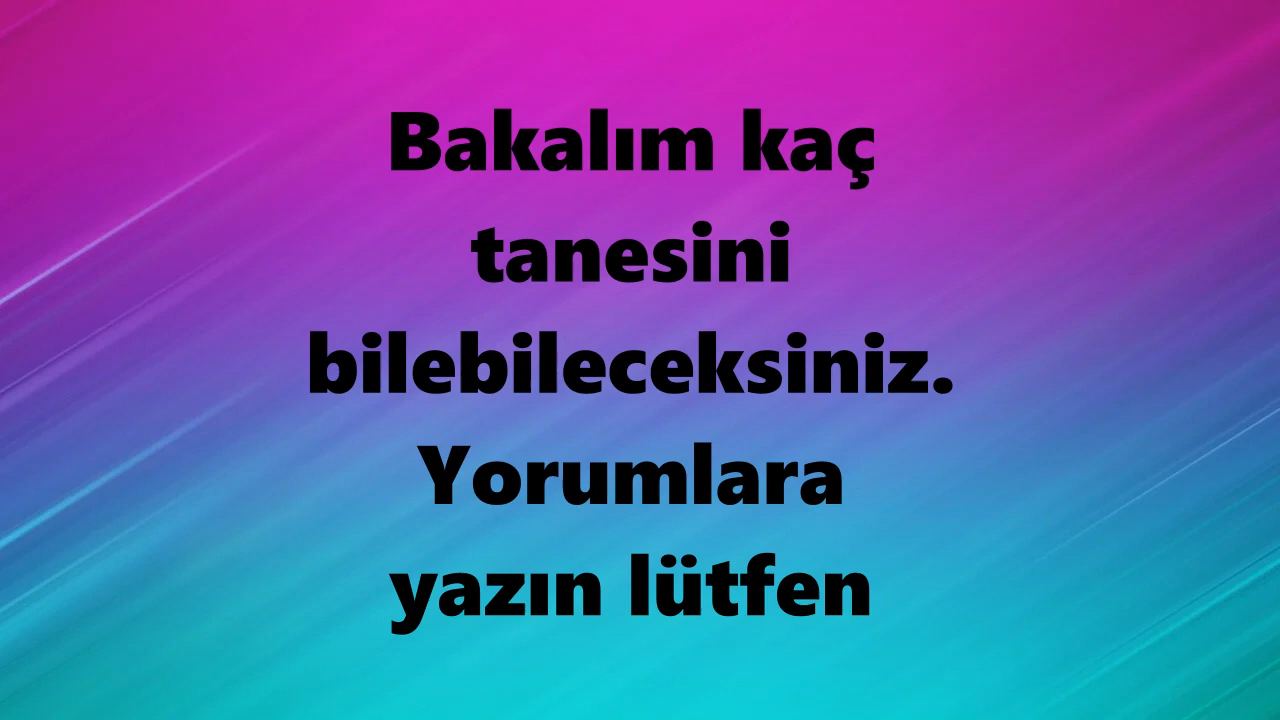 Bakalım kaç
tanesini
bilebileceksiniz.
Yorumlara
yazın lütfen